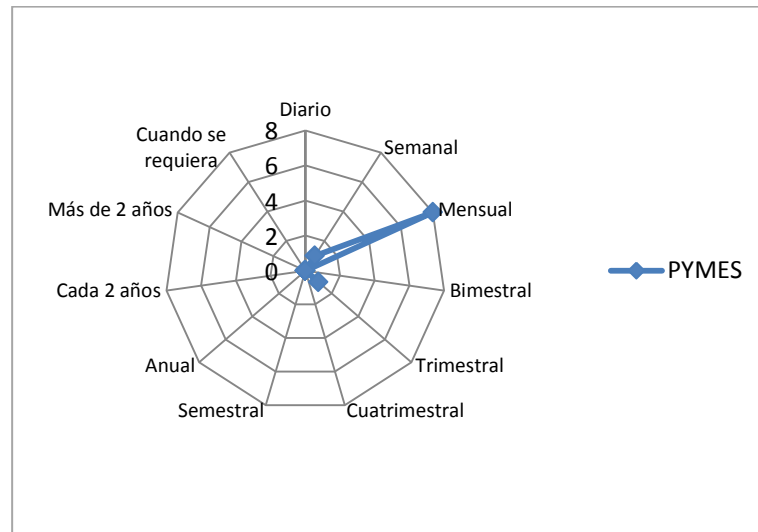 Diario
Semanal
Mensual
Bimestral
Trimestral
Cuatrimestral
Semestral
Anual
Cada 2 años
Más de 2 años
Cuando se
requiera
8
6
4
2
0
PYMES